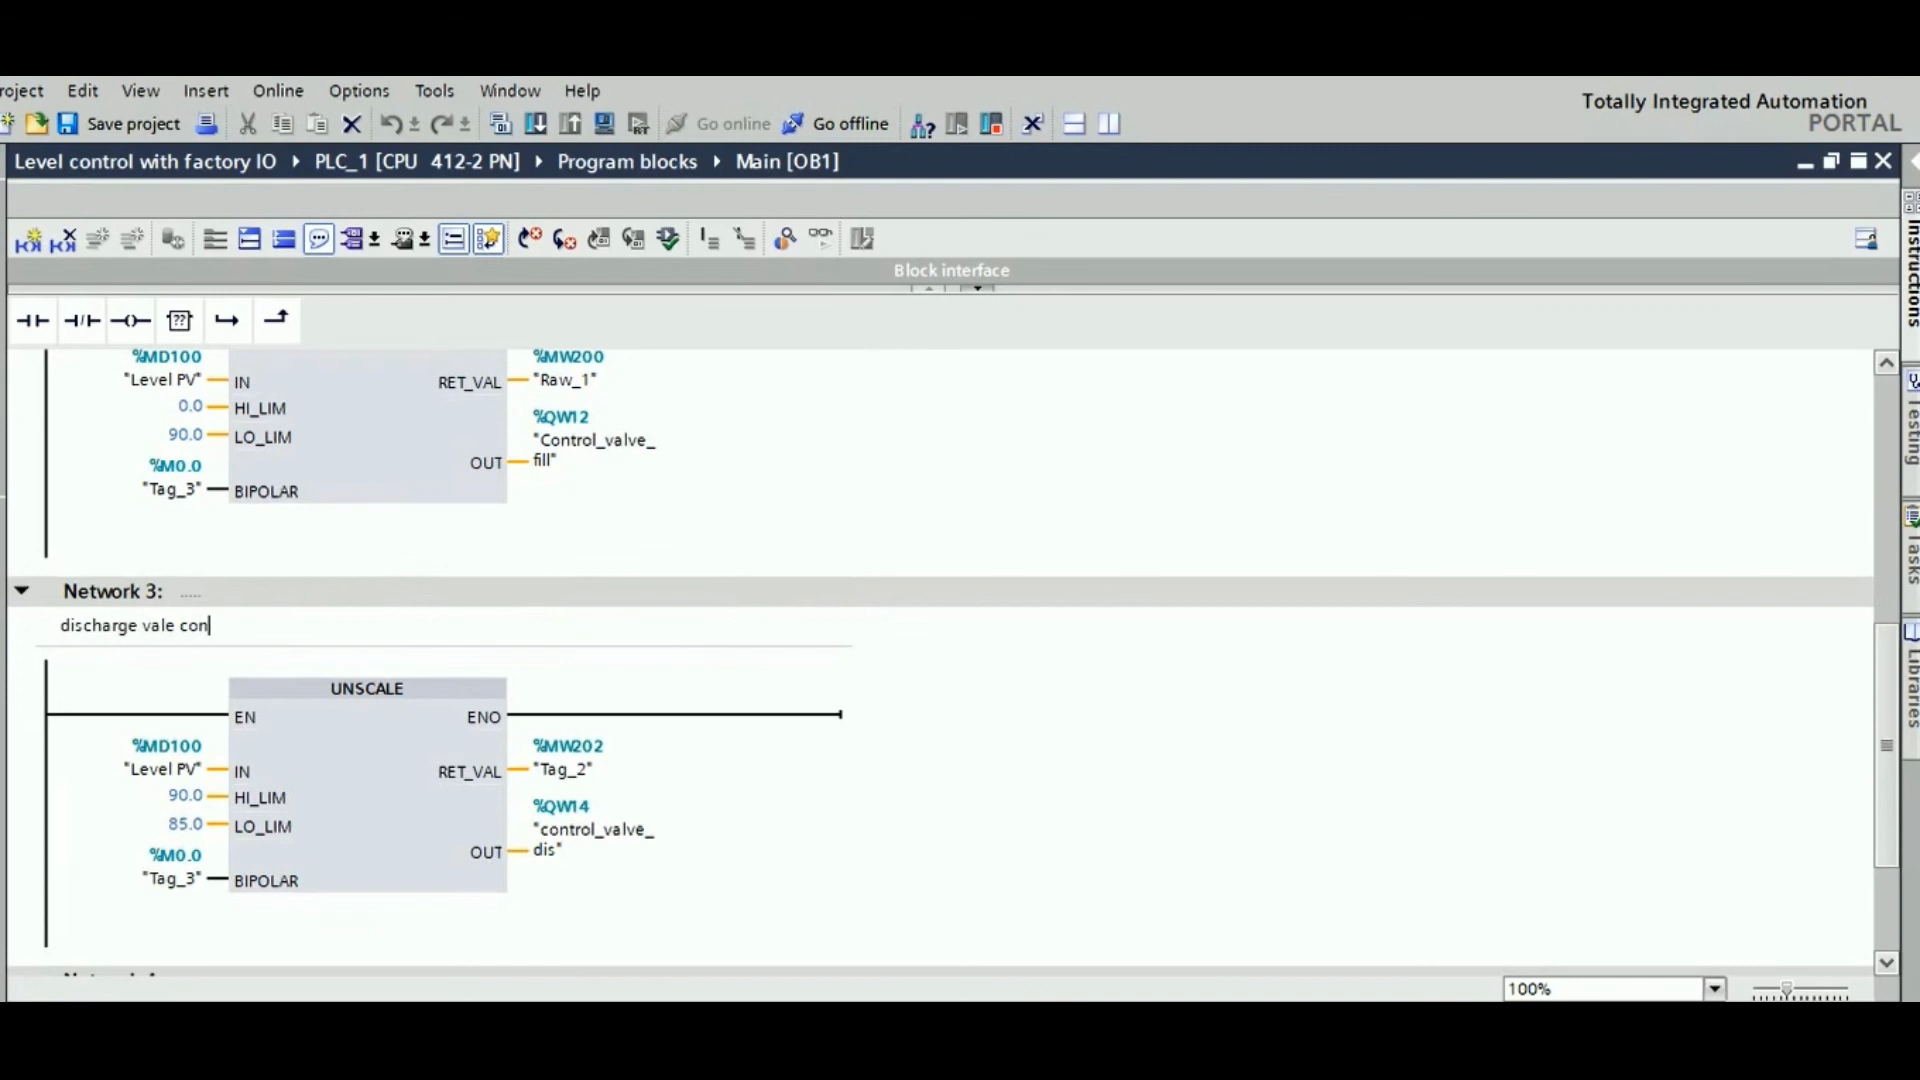 roject Edit View Insert Online Options Tools Window Help
Totally Integrated Automation
PORTAL
Save project Go online Go offline
Level control with factory IO PLC_1 [CPU 412-2 PN] Program blocks Main [OB1]
Block interface
%MD100 %MW200
"Level PV" IN RET_VAL "Raw_1"
0.0 HI_LIM %QW12
90.0 LO_LIM "Control_valve_
%M0.0 OUT fill"
"Tag_3" BIPOLAR
Network 3: .....
discharge vale con
UNSCALE
EN ENO
%MD100 %MW202
"Level PV" IN RET_VAL "Tag_2"
90.0 HI_LIM %QW14
85.0 LO_LIM "control_valve_
%M0.0 OUT dis"
"Tag_3" BIPOLAR
100%
Instructions
Testing
Tasks
Libraries